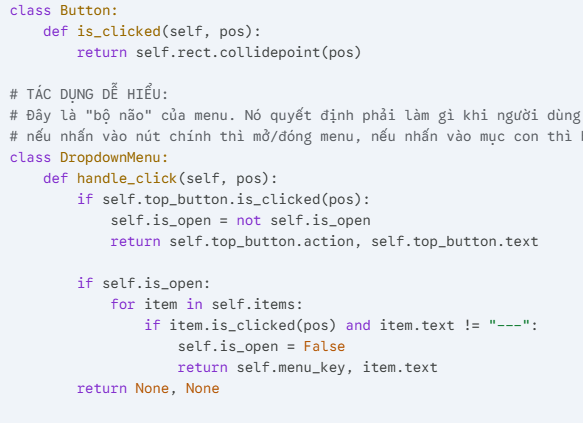 class Button:
    def is_clicked(self, pos):
        return self.rect.collidepoint(pos)

# TÁC DỤNG DỄ HIỂU:
# Đây là "bộ não" của menu. Nó quyết định phải làm gì khi người dùng
# nếu nhấn vào nút chính thì mở/đóng menu, nếu nhấn vào mục con thì
class DropdownMenu:
    def handle_click(self, pos):
        if self.top_button.is_clicked(pos):
            self.is_open = not self.is_open
            return self.top_button.action, self.top_button.text

        if self.is_open:
            for item in self.items:
                if item.is_clicked(pos) and item.text != "---":
                    self.is_open = False
                    return self.menu_key, item.text
        return None, None